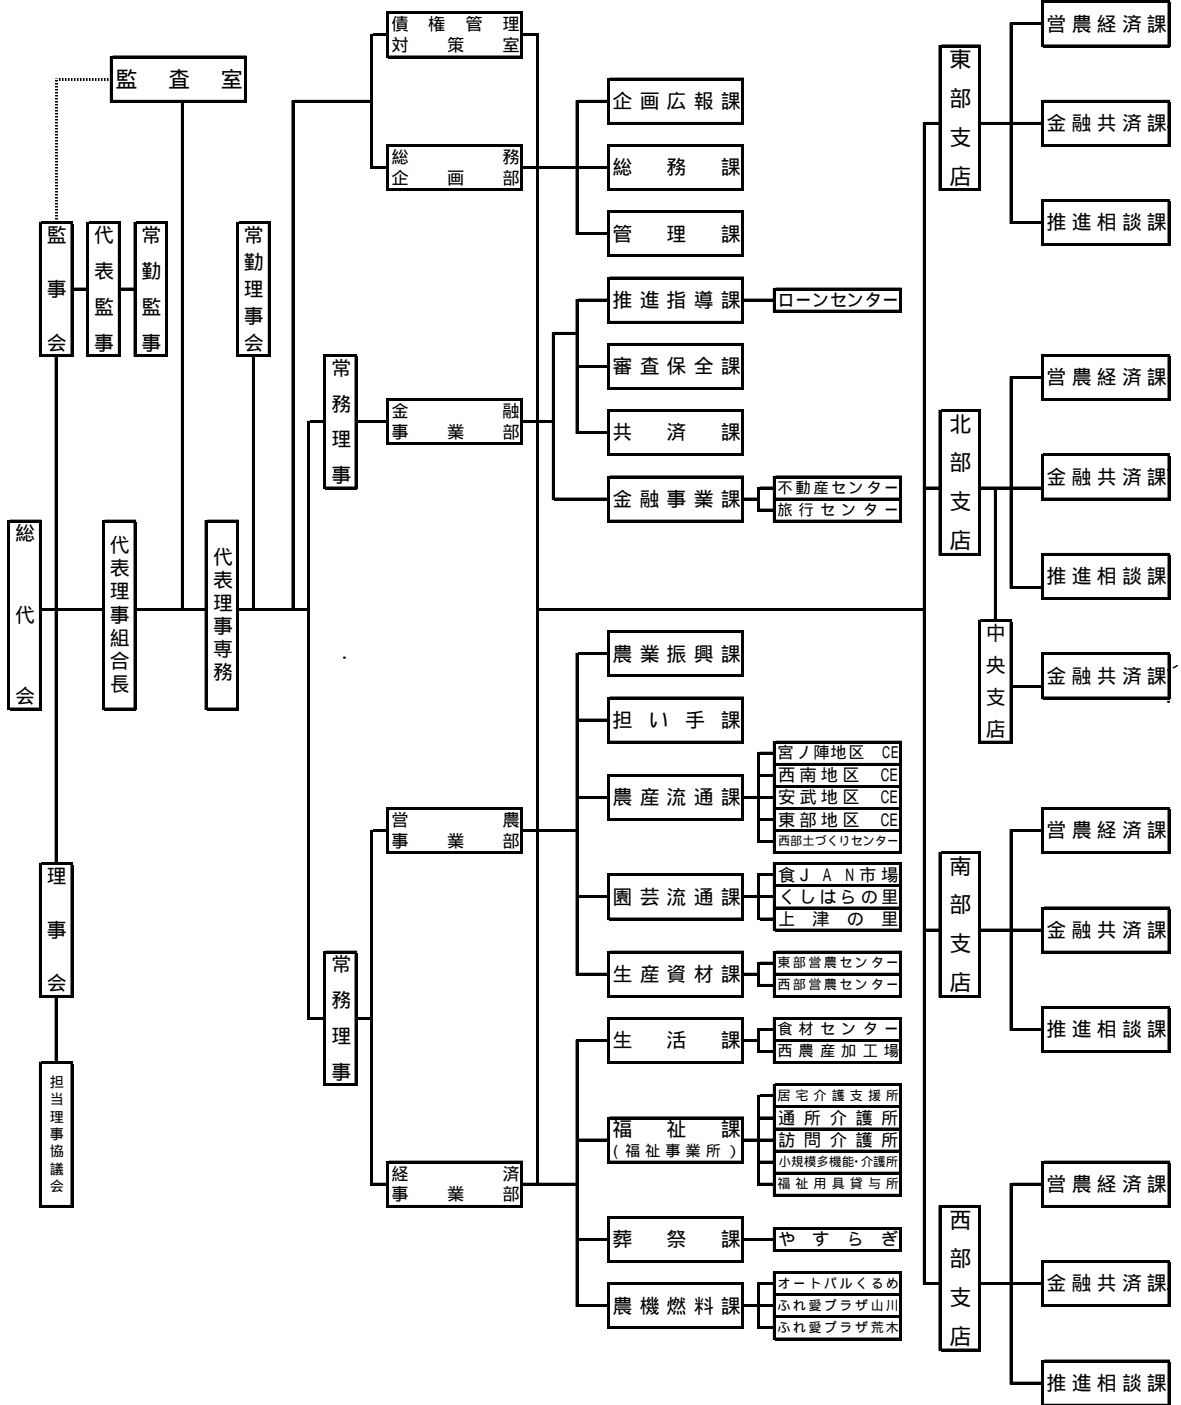 監査室
監事会
代表監事
常勤監事
常勤理事会
総代会
代表理事組合長
代表理事専務
理事会
担当理事協議会
常務理事
常務理事
債権管理
対策室
総務
企画部
企画広報課
総務課
管理課
金融
事業部
推進指導課
ローンセンター
審査保全課
共済課
金融事業課
不動産センター
旅行センター
営農
事業部
農業振興課
担い手課
農産流通課
宮ノ陣地区 CE
西南地区 CE
安武地区 CE
東部地区 CE
西部土づくりセンター
園芸流通課
食JAN市場
くしはらの里
上津の里
生産資材課
東部営農センター
西部営農センター
経済
事業部
生活課
食材センター
西農産加工場
福祉課
(福祉事業所)
居宅介護支援所
通所介護所
訪問介護所
小規模多機能・介護所
福祉用具貸与所
葬祭課
やすらぎ
農機燃料課
オートパルくるめ
ふれ愛プラザ山川
ふれ愛プラザ荒木
東部支店
営農経済課
金融共済課
推進相談課
北部支店
営農経済課
金融共済課
推進相談課
中央支店
金融共済課
南部支店
営農経済課
金融共済課
推進相談課
西部支店
営農経済課
金融共済課
推進相談課